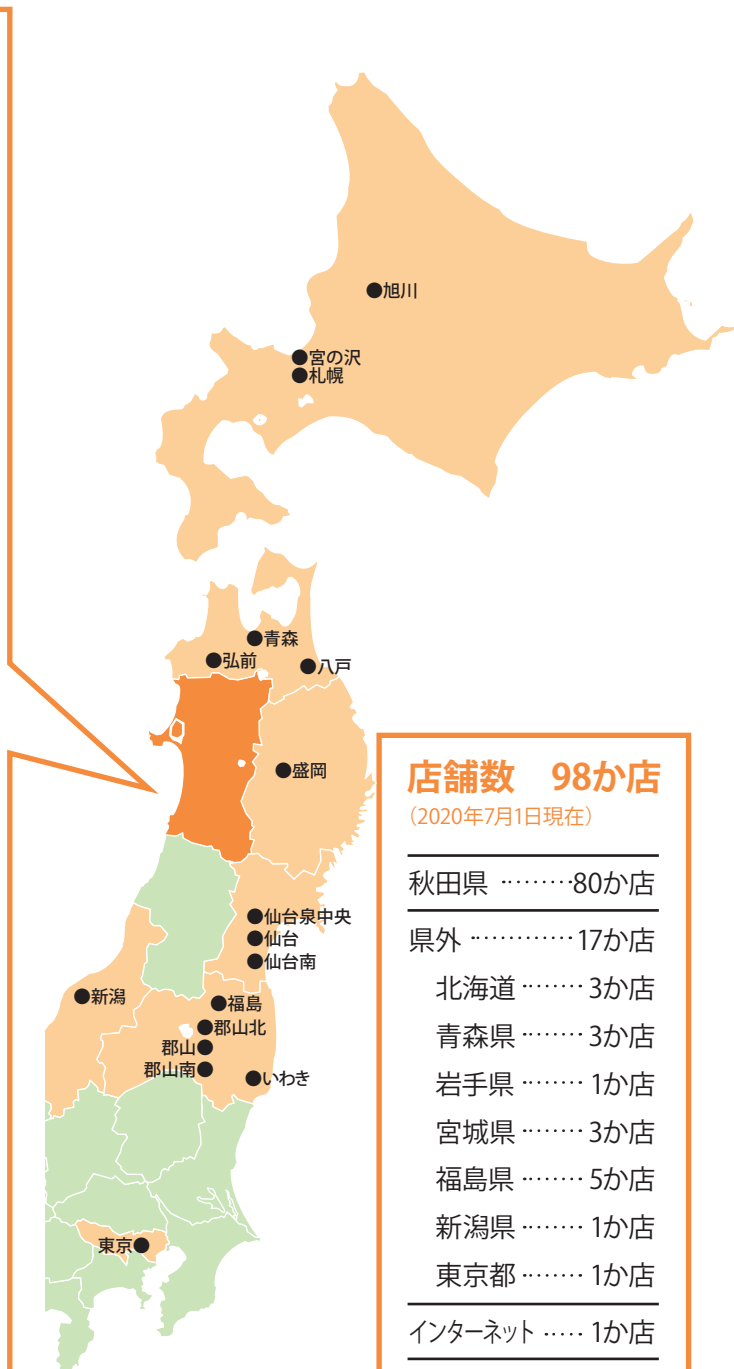 ●旭川
●宮の沢
●札幌
●青森
●弘前
●八戸
●盛岡
●仙台泉中央
●仙台
●仙台南
●新潟
●福島
●郡山北
郡山●
郡山南●
●いわき
東京●
店舗数 98か店
(2020年7月1日現在)
秋田県 ‥‥‥‥80か店
県外 ‥‥‥‥‥‥17か店
北海道 ‥‥‥‥3か店
青森県 ‥‥‥‥3か店
岩手県 ‥‥‥‥1か店
宮城県 ‥‥‥‥3か店
福島県 ‥‥‥‥5か店
新潟県 ‥‥‥‥1か店
東京都 ‥‥‥‥1か店
インターネット ‥‥‥1か店